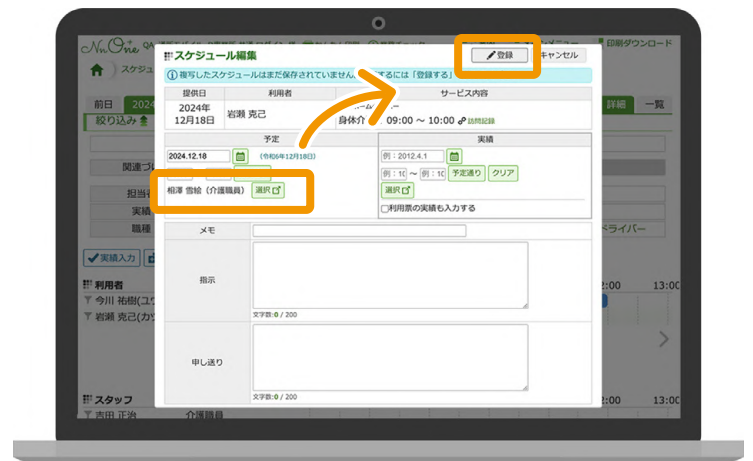 Nn.One QA
印刷ダウンロード
スケジュ
前日 2024
詳細 一覧
絞り込み
関連づ
担当
実績
職種
ドライバー
実績入力
利用者
2:00 13:00
今川 祐樹(ユウ
岩瀬 克己(カツ
スタッフ
2:00 13:00
吉田 正治 介護職員
スケジュール編集
登録
キャンセル
複写したスケジュールはまだ保存されていません
するには「登録する」
提供日 利用者 サービス内容
2024年
12月18日
岩瀬 克己
身体介 09:00 ～ 10:00 訪問記録
予定 実績
2024.12.18 (令和6年12月18日)
例：2012.4.1
例：1( ～ 例：1( 予定通り クリア
相澤 雪絵（介護職員） 選択
選択
利用票の実績も入力する
メモ
指示
文字数:0 / 200
申し送り
文字数:0 / 200